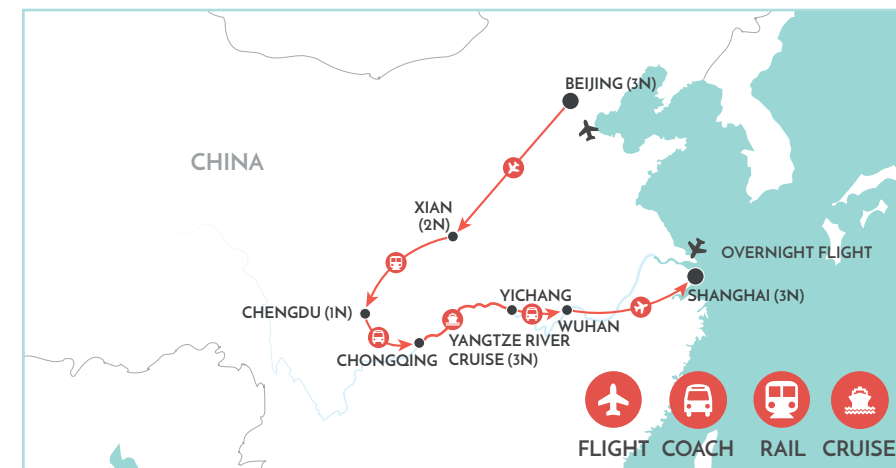 BEIJING (3N)
CHINA
XIAN
(2N)
OVERNIGHT FLIGHT
YICHANG
SHANGHAI (3N)
CHENGDU (1N)
WUHAN
CHONGQING
YANGTZE RIVER
CRUISE (3N)
FLIGHT
COACH
RAIL
CRUISE